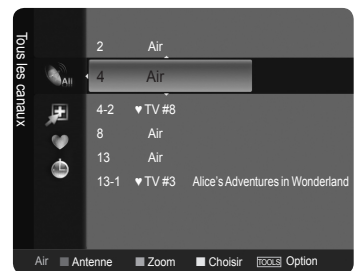 Tous les canaux
All
2 Air
4 Air
4-2 ♥ TV #8
8 Air
13 Air
13-1 ♥ TV #3 Alice's Adventures in Wonderland
Air Antenne Zoom Choisir TOOLS Option